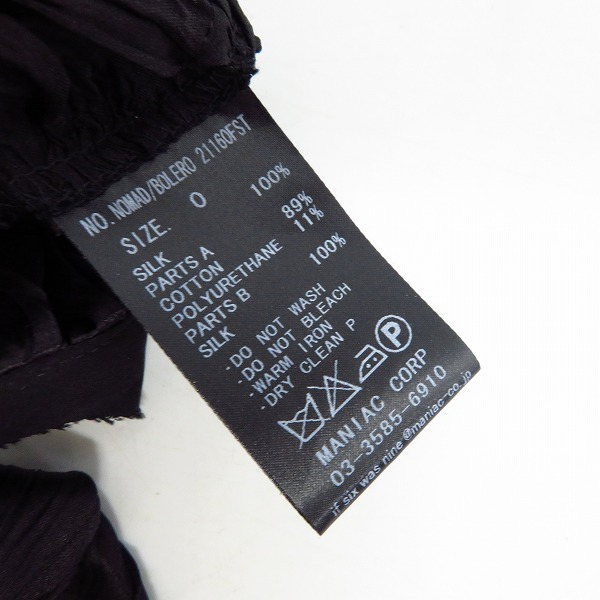 NO. NOMAD/BOLERO 21160FST
SIZE. 0
SILK 100%
PARTS A
COTTON 89%
POLYURETHANE 11%
PARTS B
SILK 100%
-DO NOT WASH
-DO NOT BLEACH
-WARM IRON
-DRY CLEAN P
P
MANIAC CORP
03-3585-6910
if six was nine @maniac-co.jp